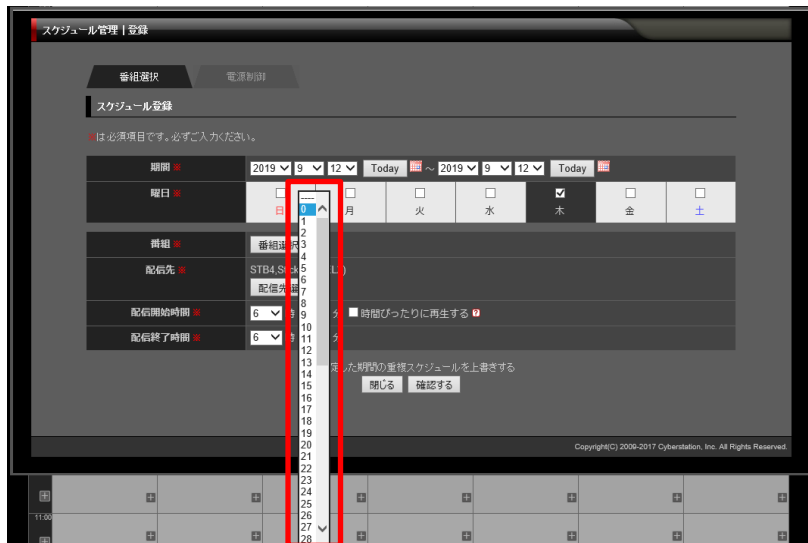 スケジュール管理 | 登録
番組選択 電源制御
スケジュール登録
※は必須項目です。必ずご入力ください。
期間 ※ 2019 9 12 Today ~ 2019 9 12 Today
曜日 ※
日 月 火 水 木 金 土
番組 ※ 番組選択
配信先 ※ STB4,Stick
配信先選
配信開始時間 ※ 6 時 分 時間ぴったりに再生する ?
配信終了時間 ※ 6 時 分
定した期間の重複スケジュールを上書きする
閉じる 確認する
----
0
1
2
3
4
5
6
7
8
9
10
11
12
13
14
15
16
17
18
19
20
21
22
23
24
25
26
27
28
Copyright(C) 2009-2017 Cyberstation, Inc. All Rights Reserved.
11:00